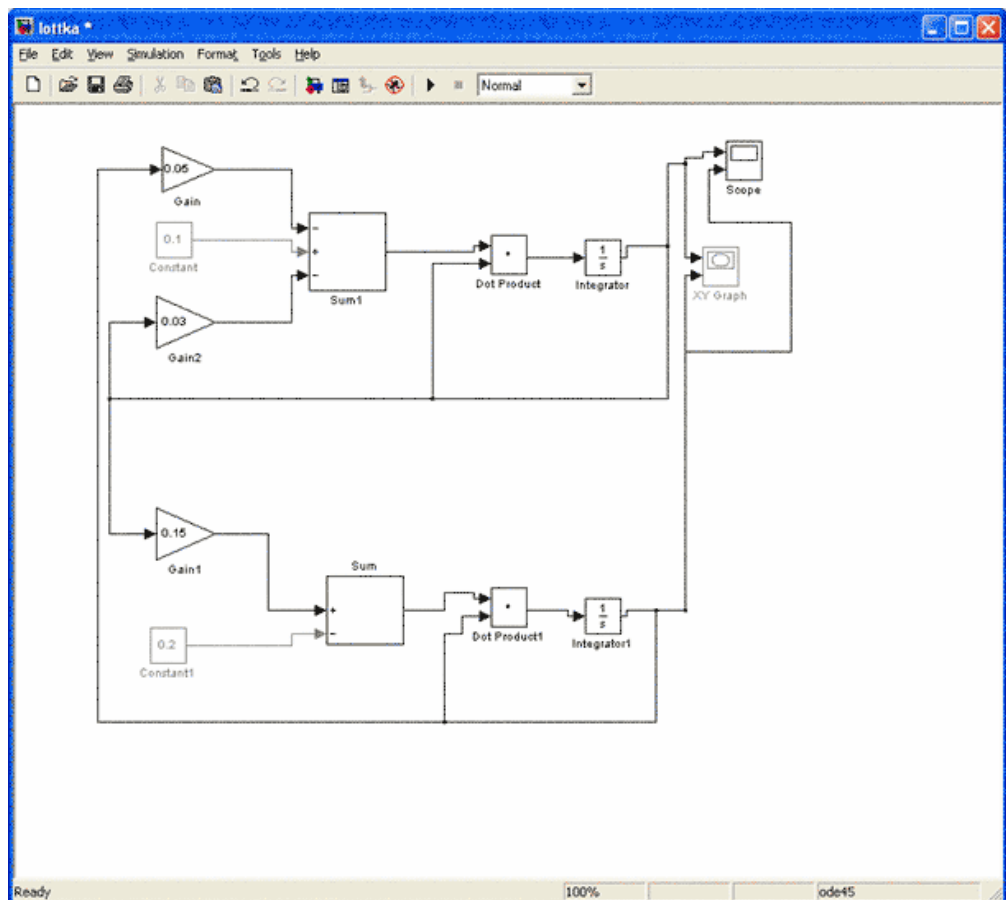 lottka *
File Edit View Simulation Format Tools Help
Normal
0.05
Gain
0.1
Constant
0.03
Gain2
-
+
-
Sum1
Dot Product
1
s
Integrator
Scope
XY Graph
0.15
Gain1
Sum
+
-
0.2
Constant1
Dot Product1
1
s
Integrator1
Ready 100% ode45